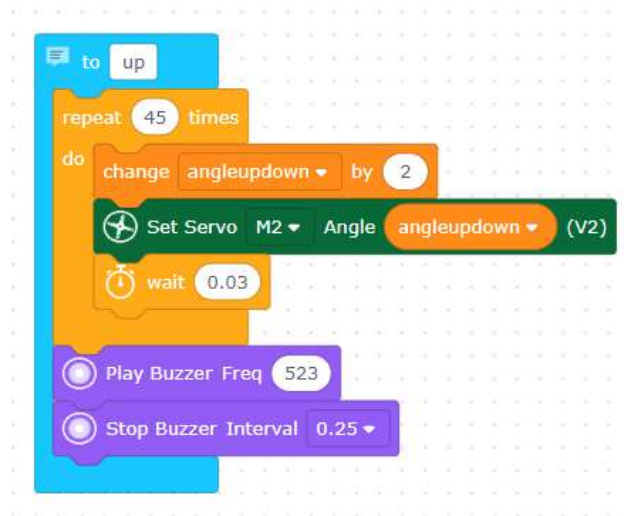 to up
repeat 45 times
do
change angleupdown by 2
Set Servo M2 Angle angleupdown (V2)
wait 0.03
Play Buzzer Freq 523
Stop Buzzer Interval 0.25